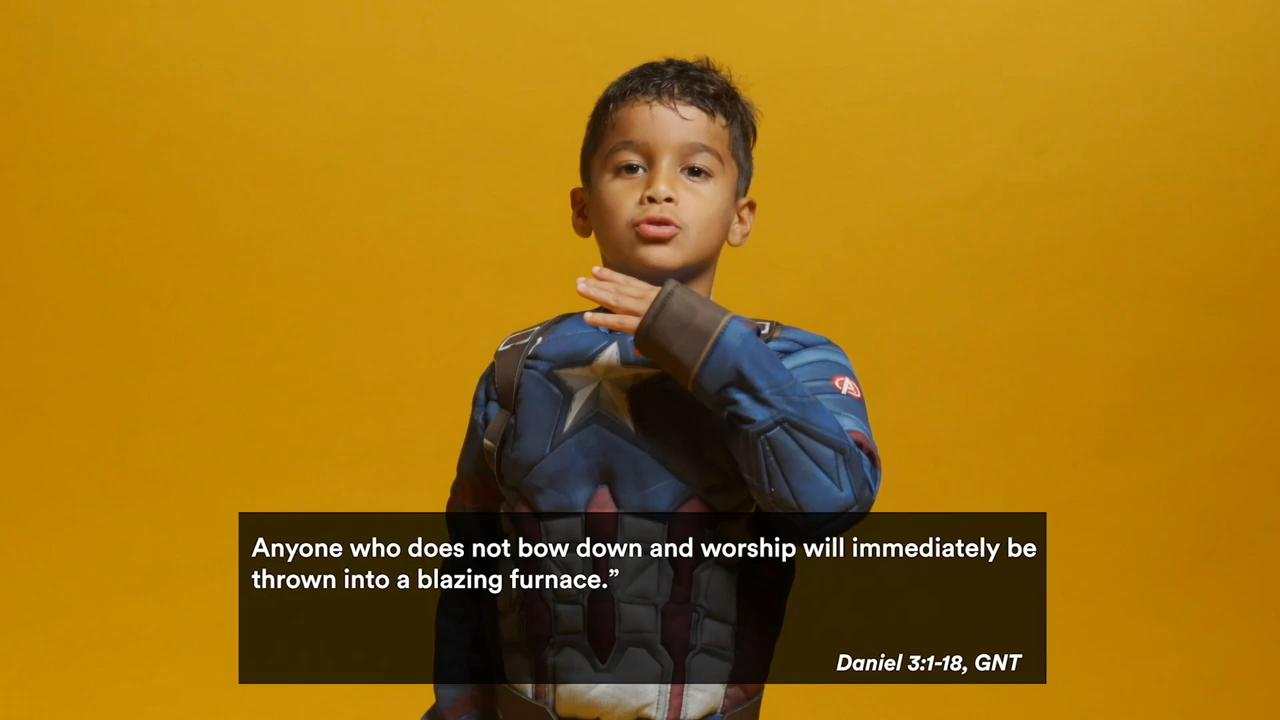 Anyone who does not bow down and worship will immediately be
thrown into a blazing furnace.”
Daniel 3:1-18, GNT